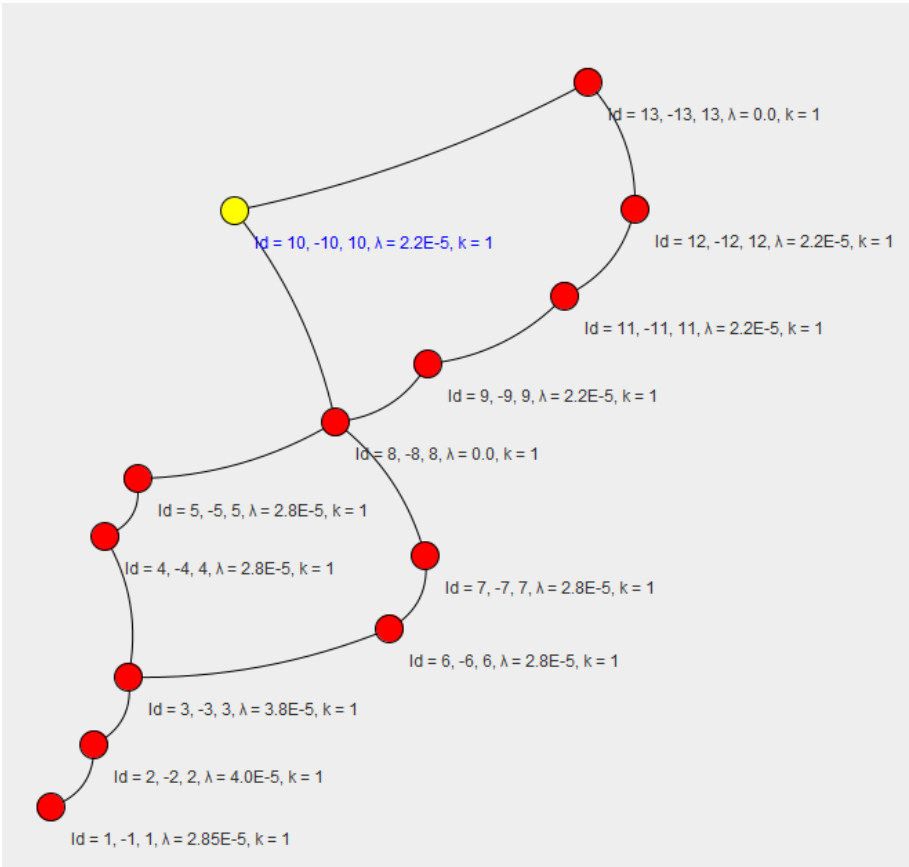 Id = 13, -13, 13, λ = 0.0, k = 1
Id = 10, -10, 10, λ = 2.2E-5, k = 1
Id = 12, -12, 12, λ = 2.2E-5, k = 1
Id = 11, -11, 11, λ = 2.2E-5, k = 1
Id = 9, -9, 9, λ = 2.2E-5, k = 1
Id = 8, -8, 8, λ = 0.0, k = 1
Id = 5, -5, 5, λ = 2.8E-5, k = 1
Id = 4, -4, 4, λ = 2.8E-5, k = 1
Id = 7, -7, 7, λ = 2.8E-5, k = 1
Id = 6, -6, 6, λ = 2.8E-5, k = 1
Id = 3, -3, 3, λ = 3.8E-5, k = 1
Id = 2, -2, 2, λ = 4.0E-5, k = 1
Id = 1, -1, 1, λ = 2.85E-5, k = 1